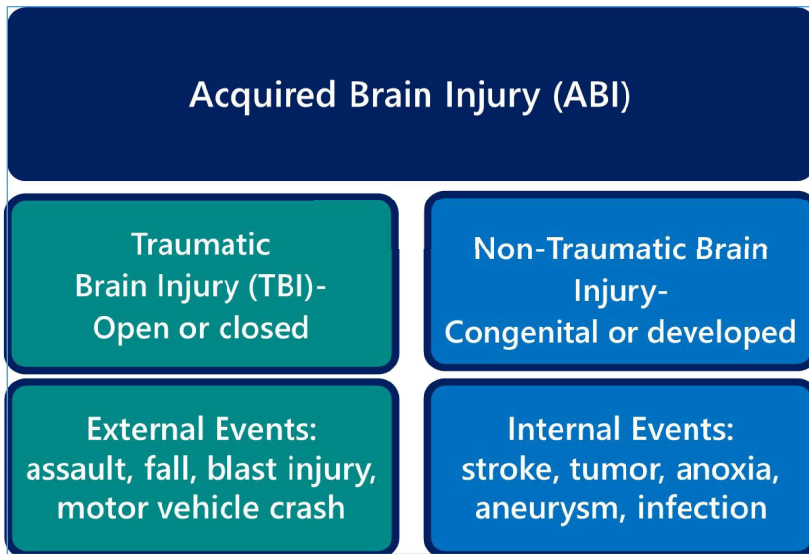 Acquired Brain Injury (ABI)
Traumatic
Brain Injury (TBI)-
Open or closed
Non-Traumatic Brain
Injury-
Congenital or developed
External Events:
assault, fall, blast injury,
motor vehicle crash
Internal Events:
stroke, tumor, anoxia,
aneurysm, infection